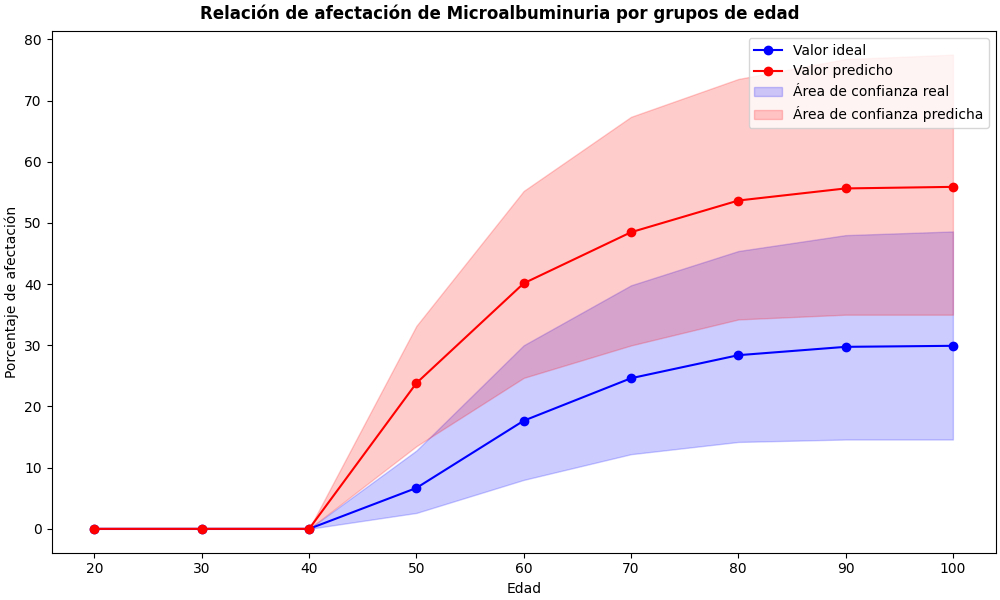 Relación de afectación de Microalbuminuria por grupos de edad
80
70
60
50
40
30
20
10
0
Porcentaje de afectación
Valor ideal
Valor predicho
Área de confianza real
Área de confianza predicha
20 30 40 50 60 70 80 90 100
Edad